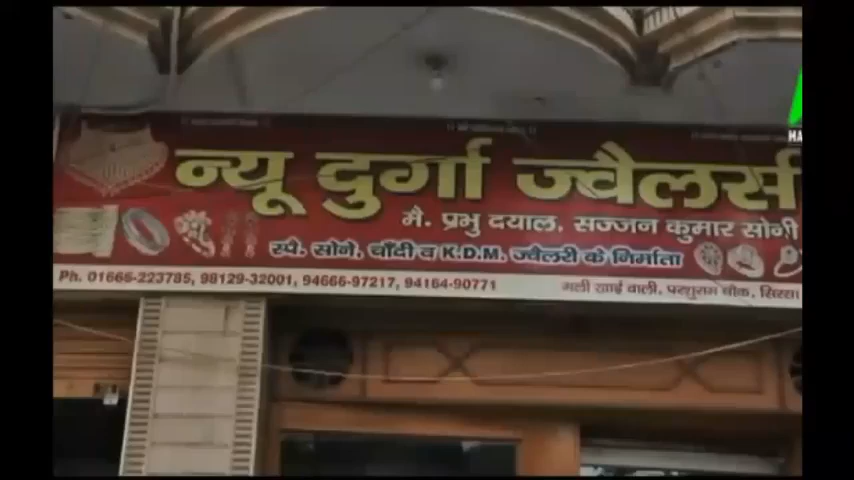 न्यू दुर्गा ज्वैलर्स
मै. प्रभु दयाल, सज्जन कुमार सोनी
स्पे. सोने, चाँदी व K.D.M. ज्वैलरी के निर्माता
Ph. 01666-223785, 98129-32001, 94666-97217, 94164-90771
गली खाई वाली, परशुराम चौक, सिरसा